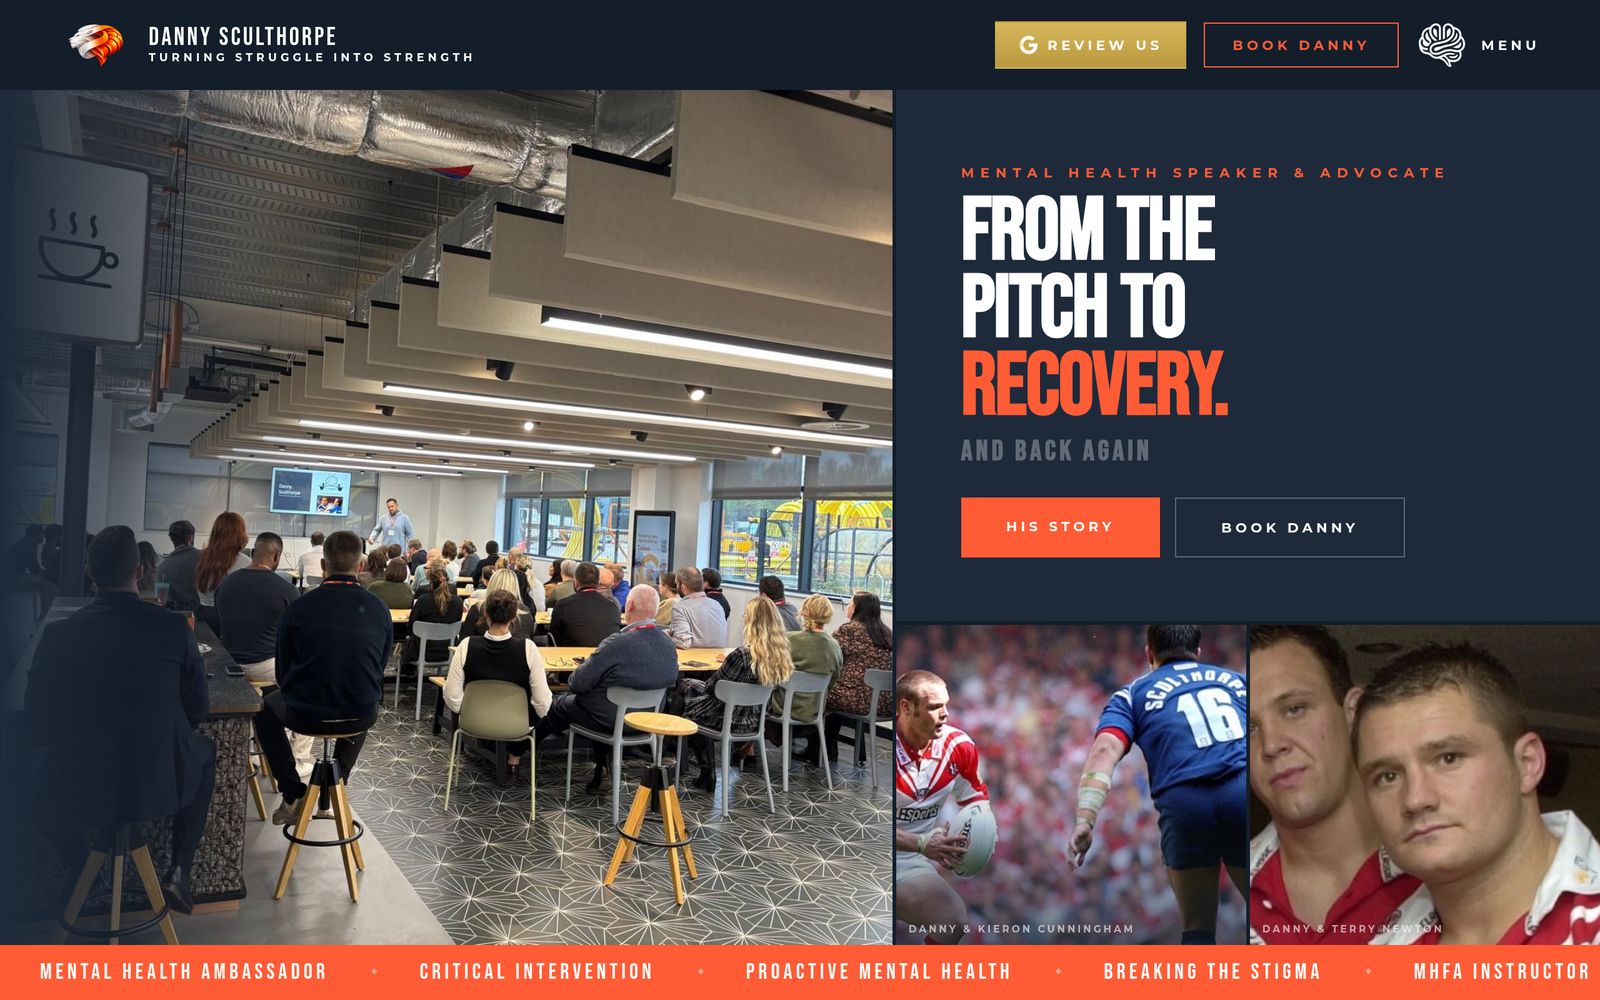 DANNY SCULTHORPE
TURNING STRUGGLE INTO STRENGTH
REVIEW US
BOOK DANNY
MENU
MENTAL HEALTH SPEAKER & ADVOCATE
FROM THE
PITCH TO
RECOVERY.
AND BACK AGAIN
HIS STORY
BOOK DANNY
Danny
Sculthorpe
SCULTHORPE
16
DANNY & KIERON CUNNINGHAM
DANNY & TERRY NEWTON
MENTAL HEALTH AMBASSADOR
CRITICAL INTERVENTION
PROACTIVE MENTAL HEALTH
BREAKING THE STIGMA
MHFA INSTRUCTOR